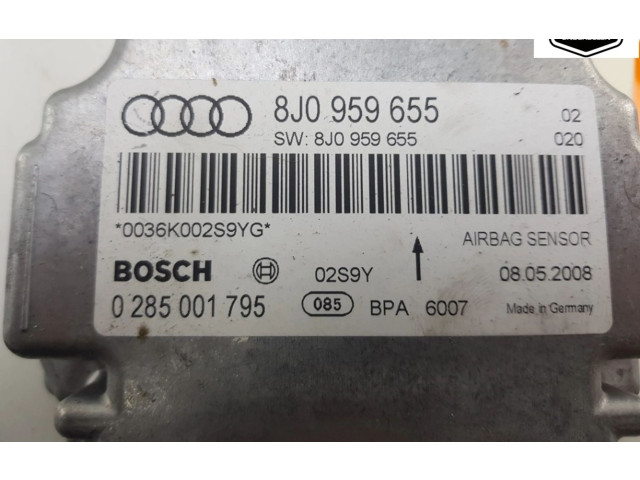 8J0 959 655 02
SW: 8J0 959 655 020
*0036K002S9YG* AIRBAG SENSOR
BOSCH 02S9Y 08.05.2008
0 285 001 795 085 BPA 6007 Made in Germany